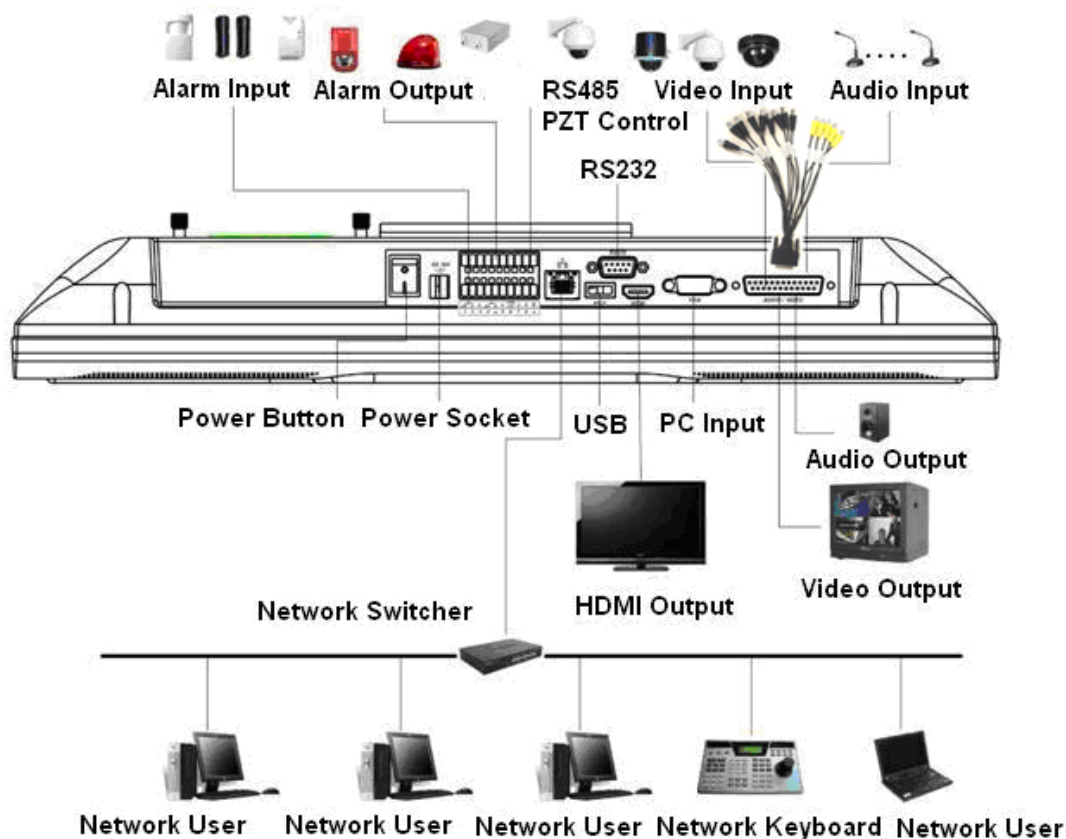 Alarm Input
Alarm Output
RS485
PZT Control
Video Input
Audio Input
RS232
Power Button
Power Socket
USB
PC Input
Audio Output
Video Output
HDMI Output
Network Switcher
Network User
Network User
Network User
Network Keyboard
Network User